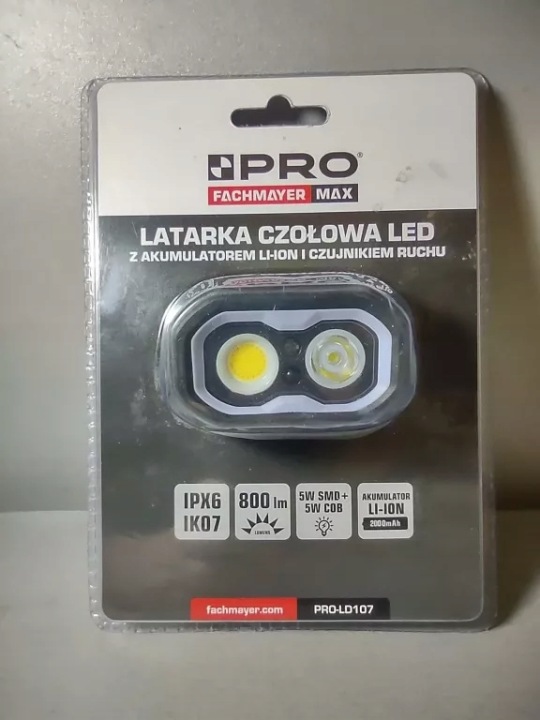 PRO®
FACHMAYER MAX
LATARKA CZOŁOWA LED
Z AKUMULATOREM LI-ION I CZUJNIKIEM RUCHU
IPX6
IK07
800 lm
LUMENS
5W SMD+
5W COB
AKUMULATOR
LI-ION
2000mAh
fachmayer.com PRO-LD107